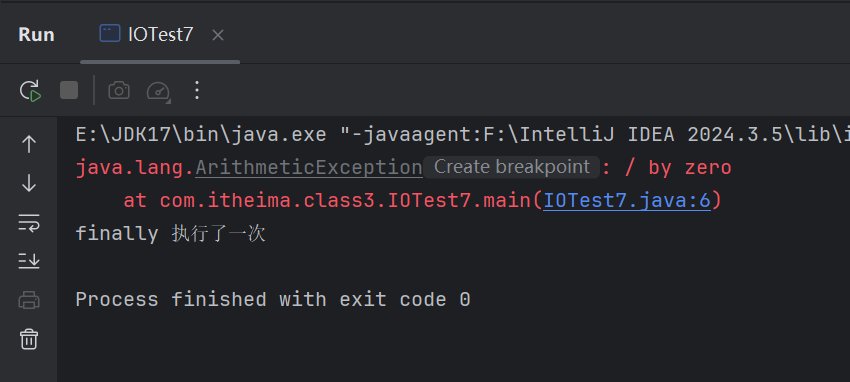 Run IOTest7
E:\JDK17\bin\java.exe "-javaagent:F:\IntelliJ IDEA 2024.3.5\lib\i
java.lang.ArithmeticException Create breakpoint : / by zero
at com.itheima.class3.IOTest7.main(IOTest7.java:6)
finally 执行了一次
Process finished with exit code 0